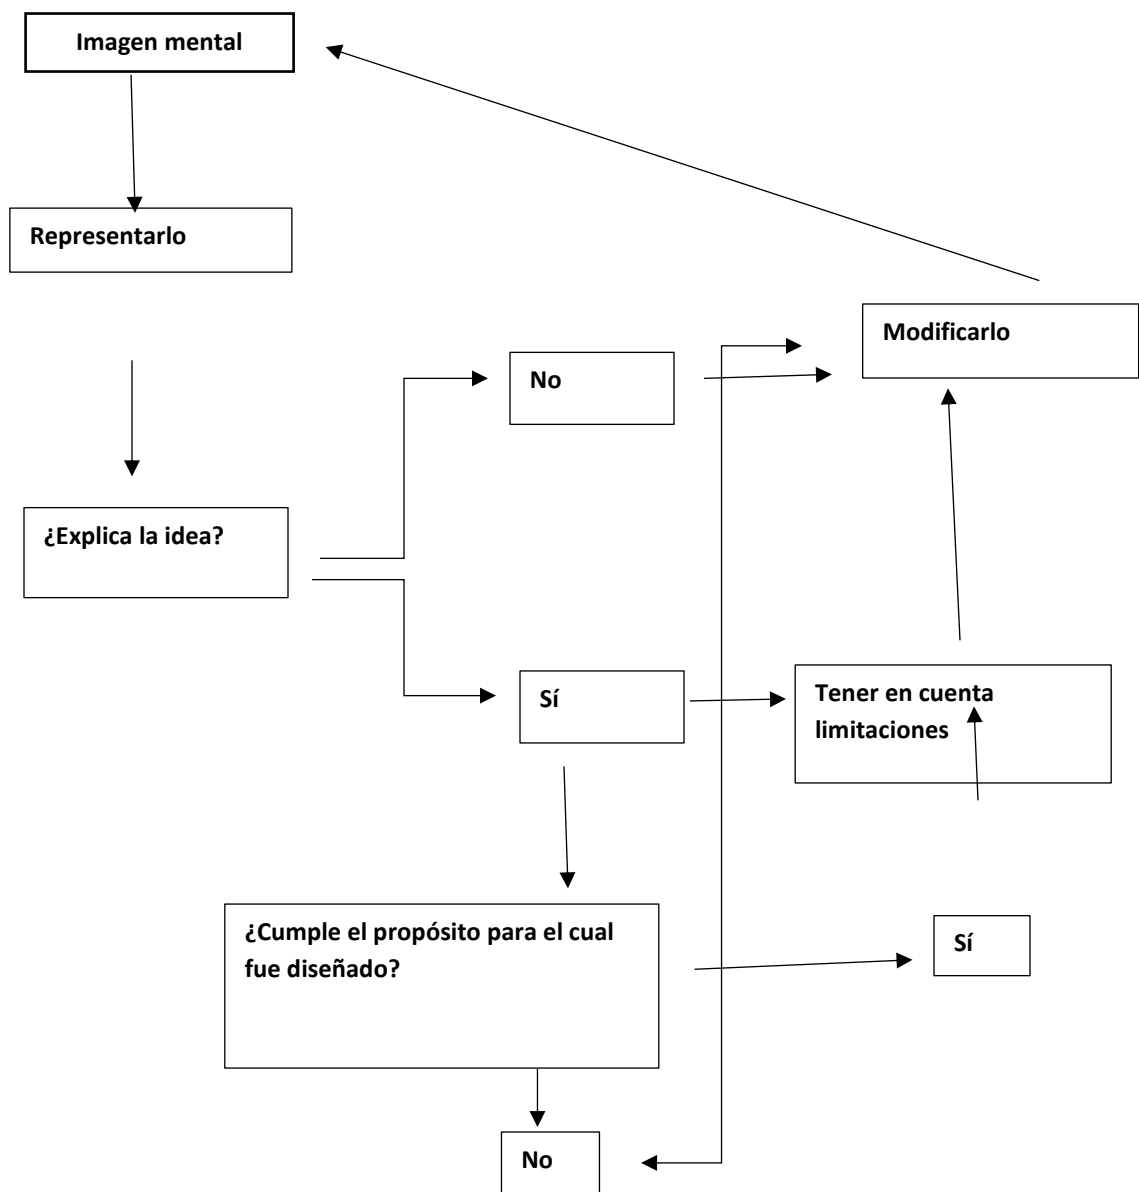 Imagen mental
Representarlo
Modificarlo
No
¿Explica la idea?
Sí
Tener en cuenta
limitaciones
¿Cumple el propósito para el cual
fue diseñado?
Sí
No